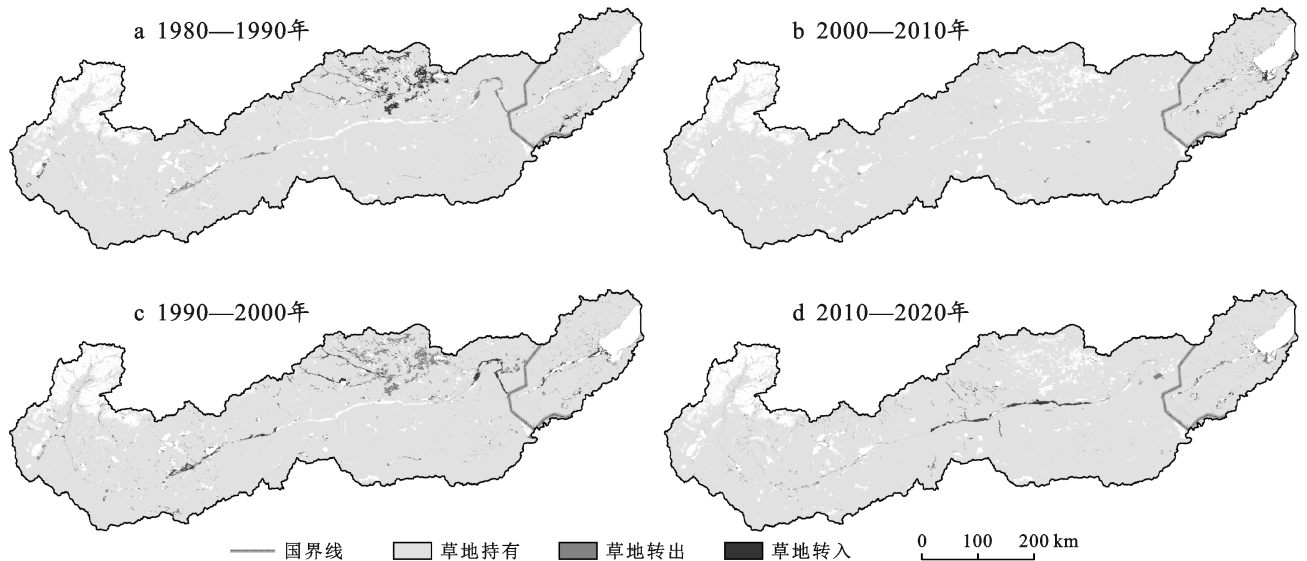 a 1980—1990年
b 2000—2010年
c 1990—2000年
d 2010—2020年
国界线 草地持有 草地转出 草地转入
0 100 200 km